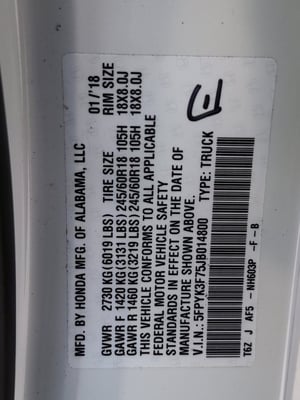 MFD. BY HONDA MFG. OF ALABAMA, LLC 01/'18
TIRE SIZE RIM SIZE
GVWR 2730 KG(6019 LBS)
GAWR F 1420 KG(3131 LBS) 245/60R18 105H 18X8.0J
GAWR R 1460 KG(3219 LBS) 245/60R18 105H 18X8.0J
THIS VEHICLE CONFORMS TO ALL APPLICABLE
FEDERAL MOTOR VEHICLE SAFETY
STANDARDS IN EFFECT ON THE DATE OF
MANUFACTURE SHOWN ABOVE.
V.I.N.: 5FPYK3F75JB014800 TYPE: TRUCK
T6Z J AF5 -NH603P -F-B